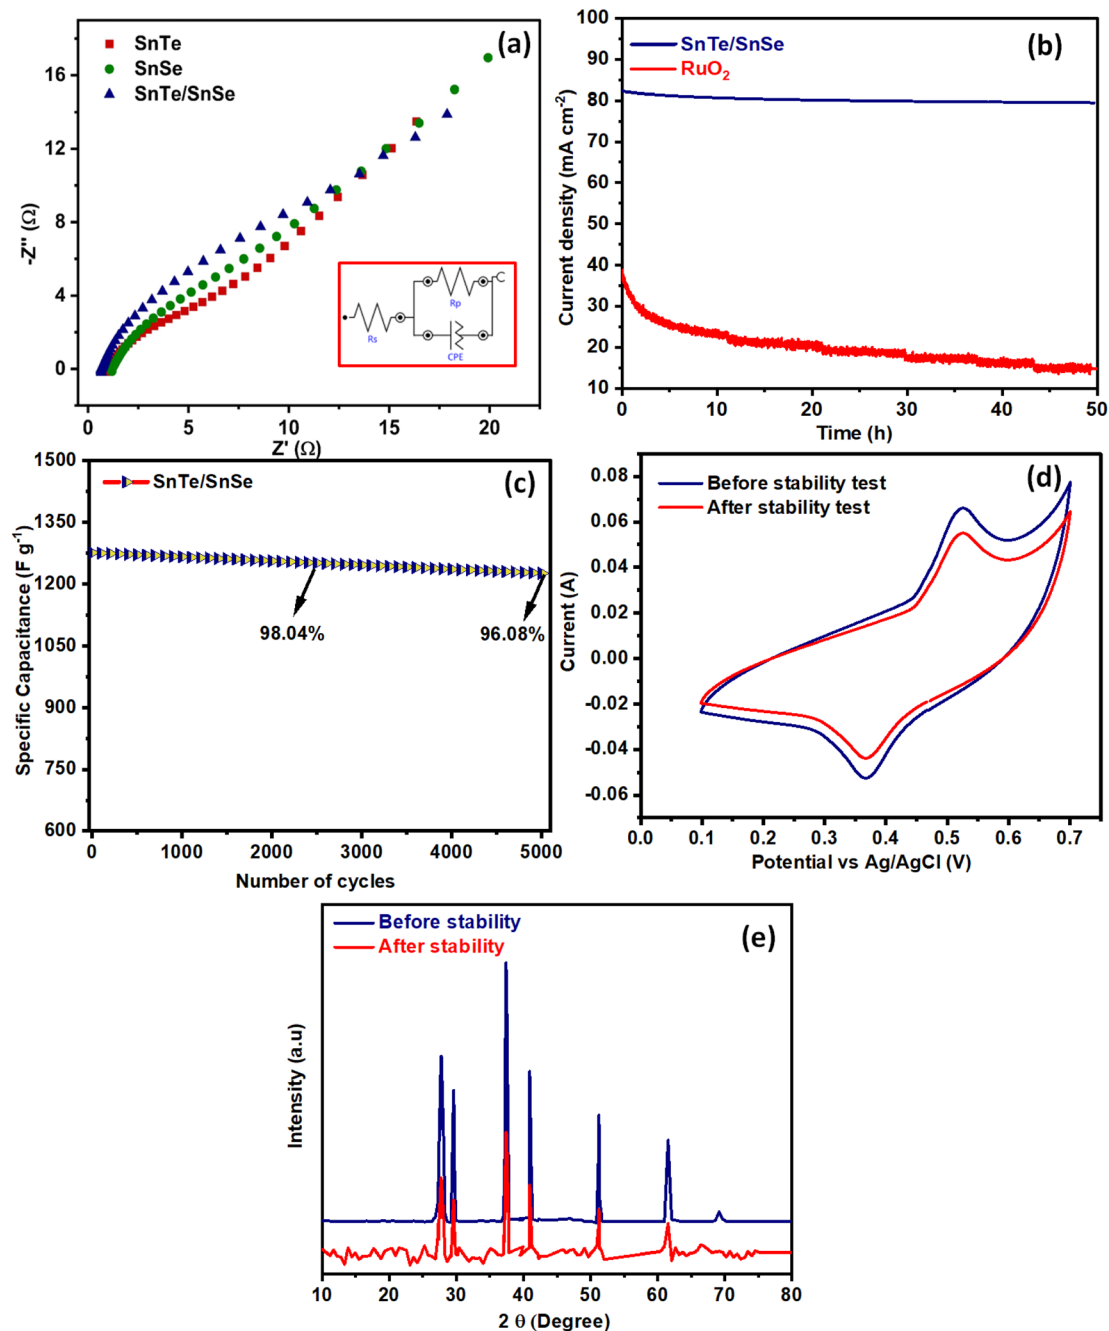 (a)
SnTe
SnSe
SnTe/SnSe
16
12
8
4
0
-Z'' (Ω)
Rs
Rp
CPE
0
5
10
15
20
Z' (Ω)
(b)
SnTe/SnSe
RuO2
100
90
80
70
60
50
40
30
20
10
Current density (mA cm-2)
0
10
20
30
40
50
Time (h)
(c)
SnTe/SnSe
1500
1350
1200
1050
900
750
600
Specific Capacitance (F g-1)
98.04%
96.08%
0
1000
2000
3000
4000
5000
Number of cycles
(d)
Before stability test
After stability test
0.08
0.06
0.04
0.02
0.00
-0.02
-0.04
-0.06
Current (A)
0.0
0.1
0.2
0.3
0.4
0.5
0.6
0.7
Potential vs Ag/AgCl (V)
(e)
Before stability
After stability
Intensity (a.u)
10
20
30
40
50
60
70
80
2 θ (Degree)